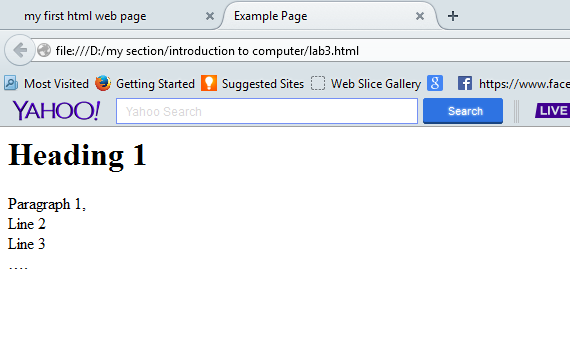 my first html web page
Example Page
file:///D:/my section/introduction to computer/lab3.html
Most Visited Getting Started Suggested Sites Web Slice Gallery 8 f https://www.face
YAHOO! Yahoo Search Search LIVE
Heading 1
Paragraph 1,
Line 2
Line 3
....